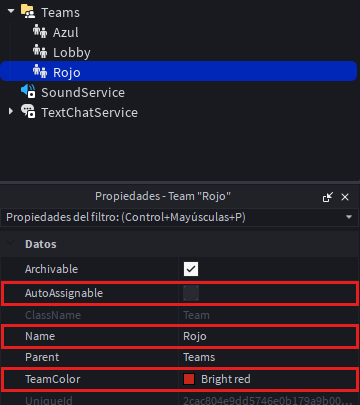 Teams
Azul
Lobby
Rojo
SoundService
TextChatService
Propiedades - Team "Rojo"
Propiedades del filtro: (Control+Mayúsculas+P)
Datos
Archivable
AutoAssignable
ClassName Team
Name Rojo
Parent Teams
TeamColor Bright red
UniqueId 2cac804e9dd5746e0b179a9b00...